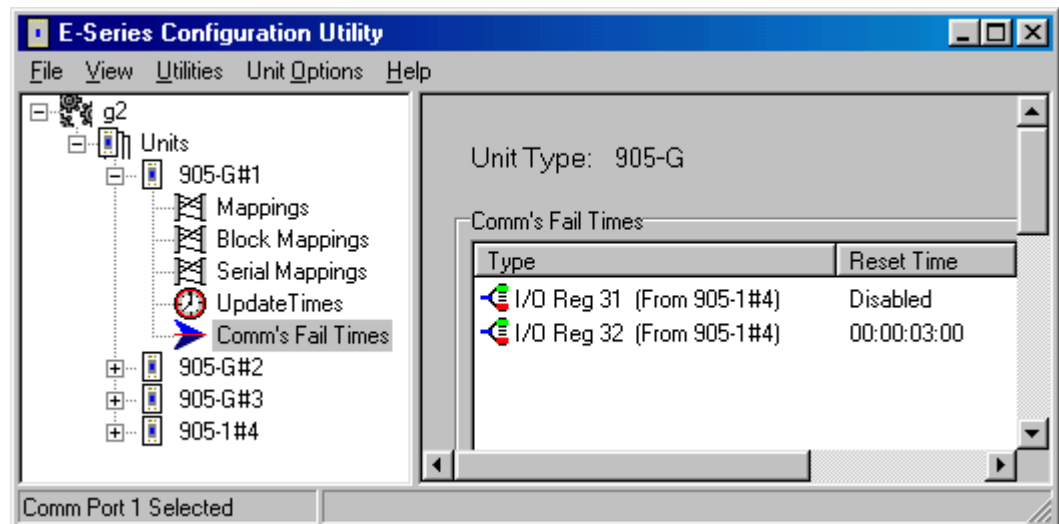 E-Series Configuration Utility
File View Utilities Unit Options Help
g2
Units
905-G#1
Mappings
Block Mappings
Serial Mappings
UpdateTimes
Comm's Fail Times
905-G#2
905-G#3
905-1#4
Unit Type: 905-G
Comm's Fail Times
Type Reset Time
I/O Reg 31 (From 905-1#4) Disabled
I/O Reg 32 (From 905-1#4) 00:00:03:00
Comm Port 1 Selected